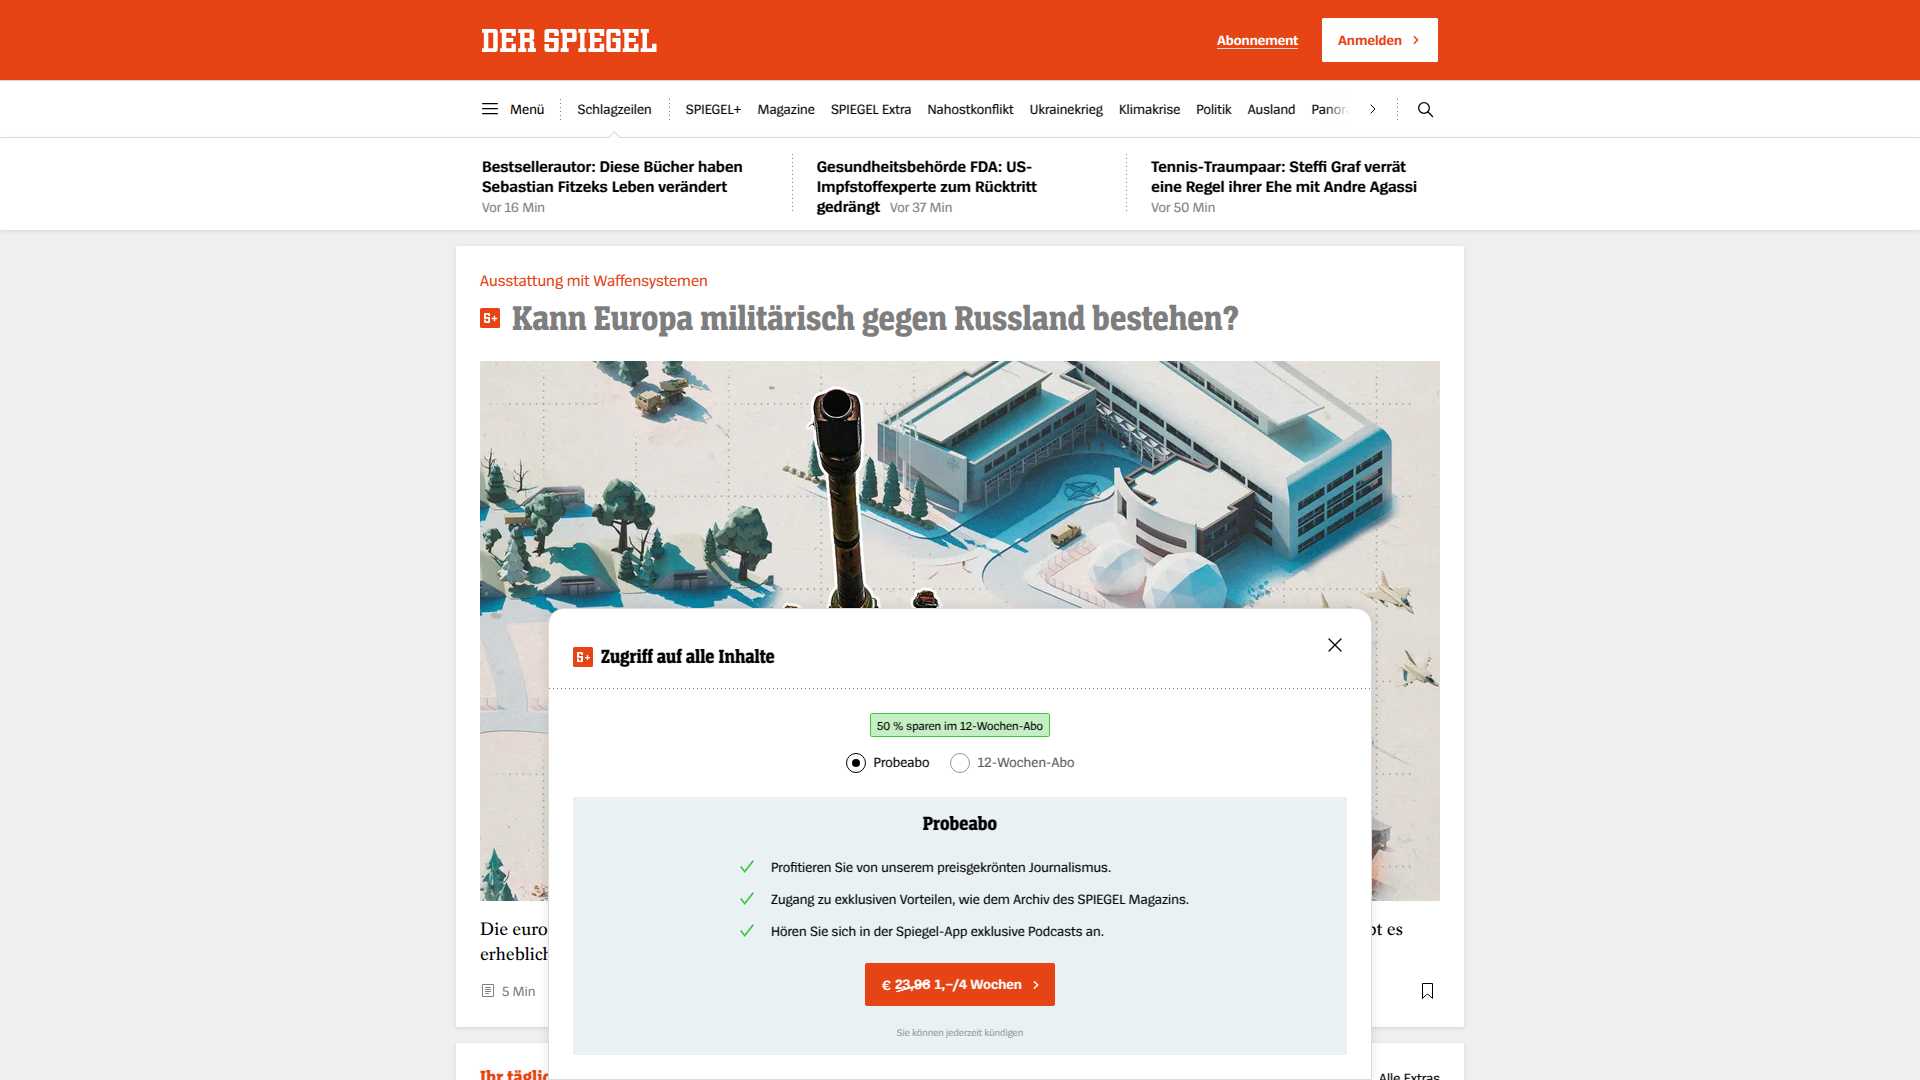 DER SPIEGEL
Abonnement
Anmelden
Menü
Schlagzeilen
SPIEGEL+
Magazine
SPIEGEL Extra
Nahostkonflikt
Ukrainekrieg
Klimakrise
Politik
Ausland
Panor
Bestsellerautor: Diese Bücher haben
Sebastian Fitzeks Leben verändert
Vor 16 Min
Gesundheitsbehörde FDA: US-
Impfstoffexperte zum Rücktritt
gedrängt Vor 37 Min
Tennis-Traumpaar: Steffi Graf verrät
eine Regel ihrer Ehe mit Andre Agassi
Vor 50 Min
Ausstattung mit Waffensystemen
S+ Kann Europa militärisch gegen Russland bestehen?
S+ Zugriff auf alle Inhalte
50 % sparen im 12-Wochen-Abo
Probeabo
12-Wochen-Abo
Probeabo
Profitieren Sie von unserem preisgekrönten Journalismus.
Zugang zu exklusiven Vorteilen, wie dem Archiv des SPIEGEL Magazins.
Hören Sie sich in der Spiegel-App exklusive Podcasts an.
€ 23,96 1,–/4 Wochen
Sie können jederzeit kündigen
Die euro
es
erheblich
5 Min
Ihr täglic
Alle Extras